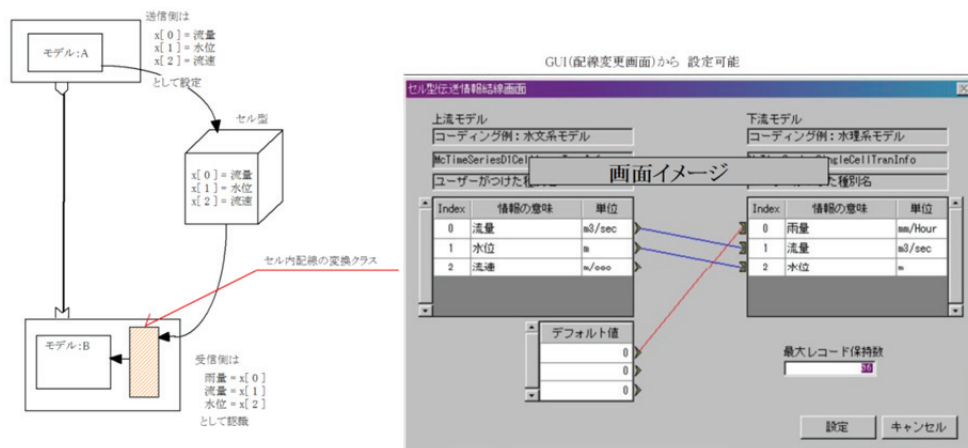 送信側は
x[0]=流量
x[1]=水位
x[2]=流速
として設定
モデル:A
セル型
x[0]=流量
x[1]=水位
x[2]=流速
セル内配線の変換クラス
モデル:B
受信側は
雨量=x[0]
流量=x[1]
水位=x[2]
として認識
GUI(配線変更画面)から 設定可能
セル型伝送情報結線画面
上流モデル
コーディング例:水文系モデル
ユーザーがつけた種
下流モデル
コーディング例:水理系モデル
種別名
画面イメージ
Index 情報の意味 単位
0 流量 m3/sec
1 水位 m
2 流速 m/sec
Index 情報の意味 単位
0 雨量 mm/Hour
1 流量 m3/sec
2 水位 m
デフォルト値
0
0
0
最大レコード保持数
設定 キャンセル